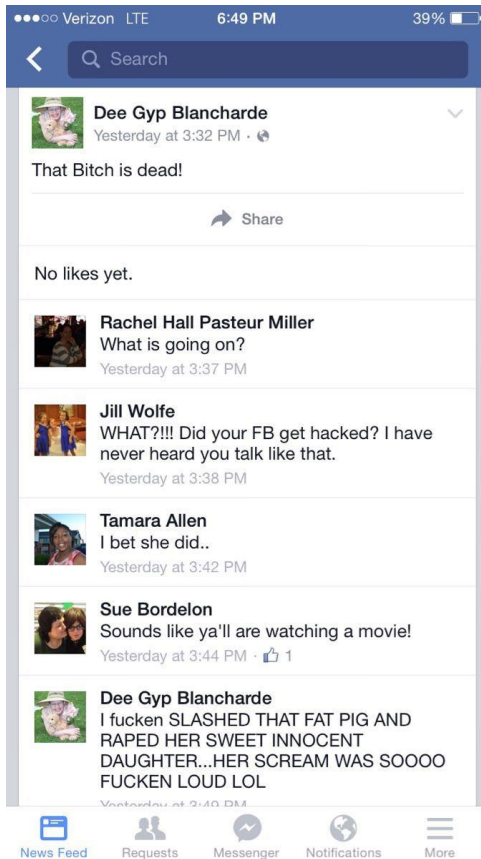 Verizon LTE 6:49 PM 39%
Search
Dee Gyp Blancharde
Yesterday at 3:32 PM ·
That Bitch is dead!
Share
No likes yet.
Rachel Hall Pasteur Miller
What is going on?
Yesterday at 3:37 PM
Jill Wolfe
WHAT?!!! Did your FB get hacked? I have
never heard you talk like that.
Yesterday at 3:38 PM
Tamara Allen
I bet she did..
Yesterday at 3:42 PM
Sue Bordelon
Sounds like ya'll are watching a movie!
Yesterday at 3:44 PM · 1
Dee Gyp Blancharde
I fucken SLASHED THAT FAT PIG AND
RAPED HER SWEET INNOCENT
DAUGHTER...HER SCREAM WAS SOOOO
FUCKEN LOUD LOL
Yesterday at 3:49 PM
News Feed Requests Messenger Notifications More